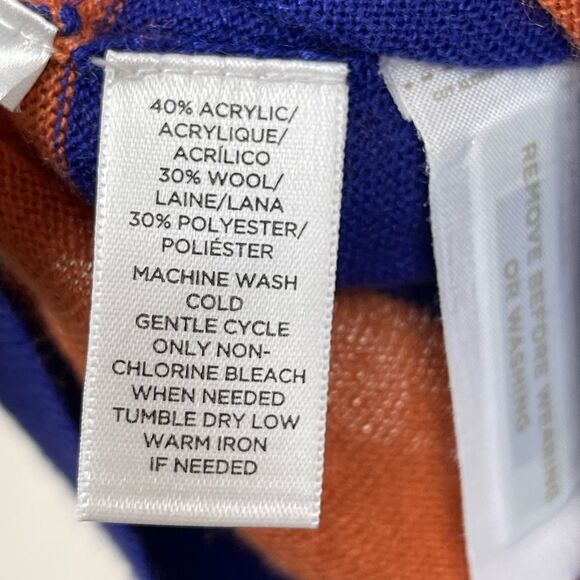 40% ACRYLIC/
ACRYLIQUE/
ACRÍLICO
30% WOOL/
LAINE/LANA
30% POLYESTER/
POLIÉSTER
MACHINE WASH
COLD
GENTLE CYCLE
ONLY NON-
CHLORINE BLEACH
WHEN NEEDED
TUMBLE DRY LOW
WARM IRON
IF NEEDED
REMOVE BEFORE WEARING
OR WASHING